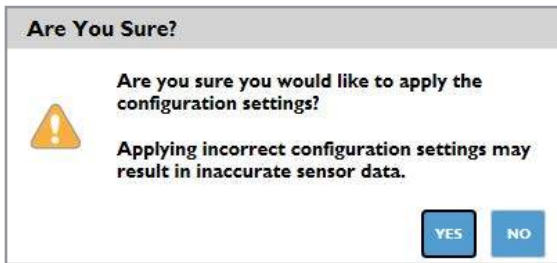 Are You Sure?
Are you sure you would like to apply the
configuration settings?
Applying incorrect configuration settings may
result in inaccurate sensor data.
YES
NO